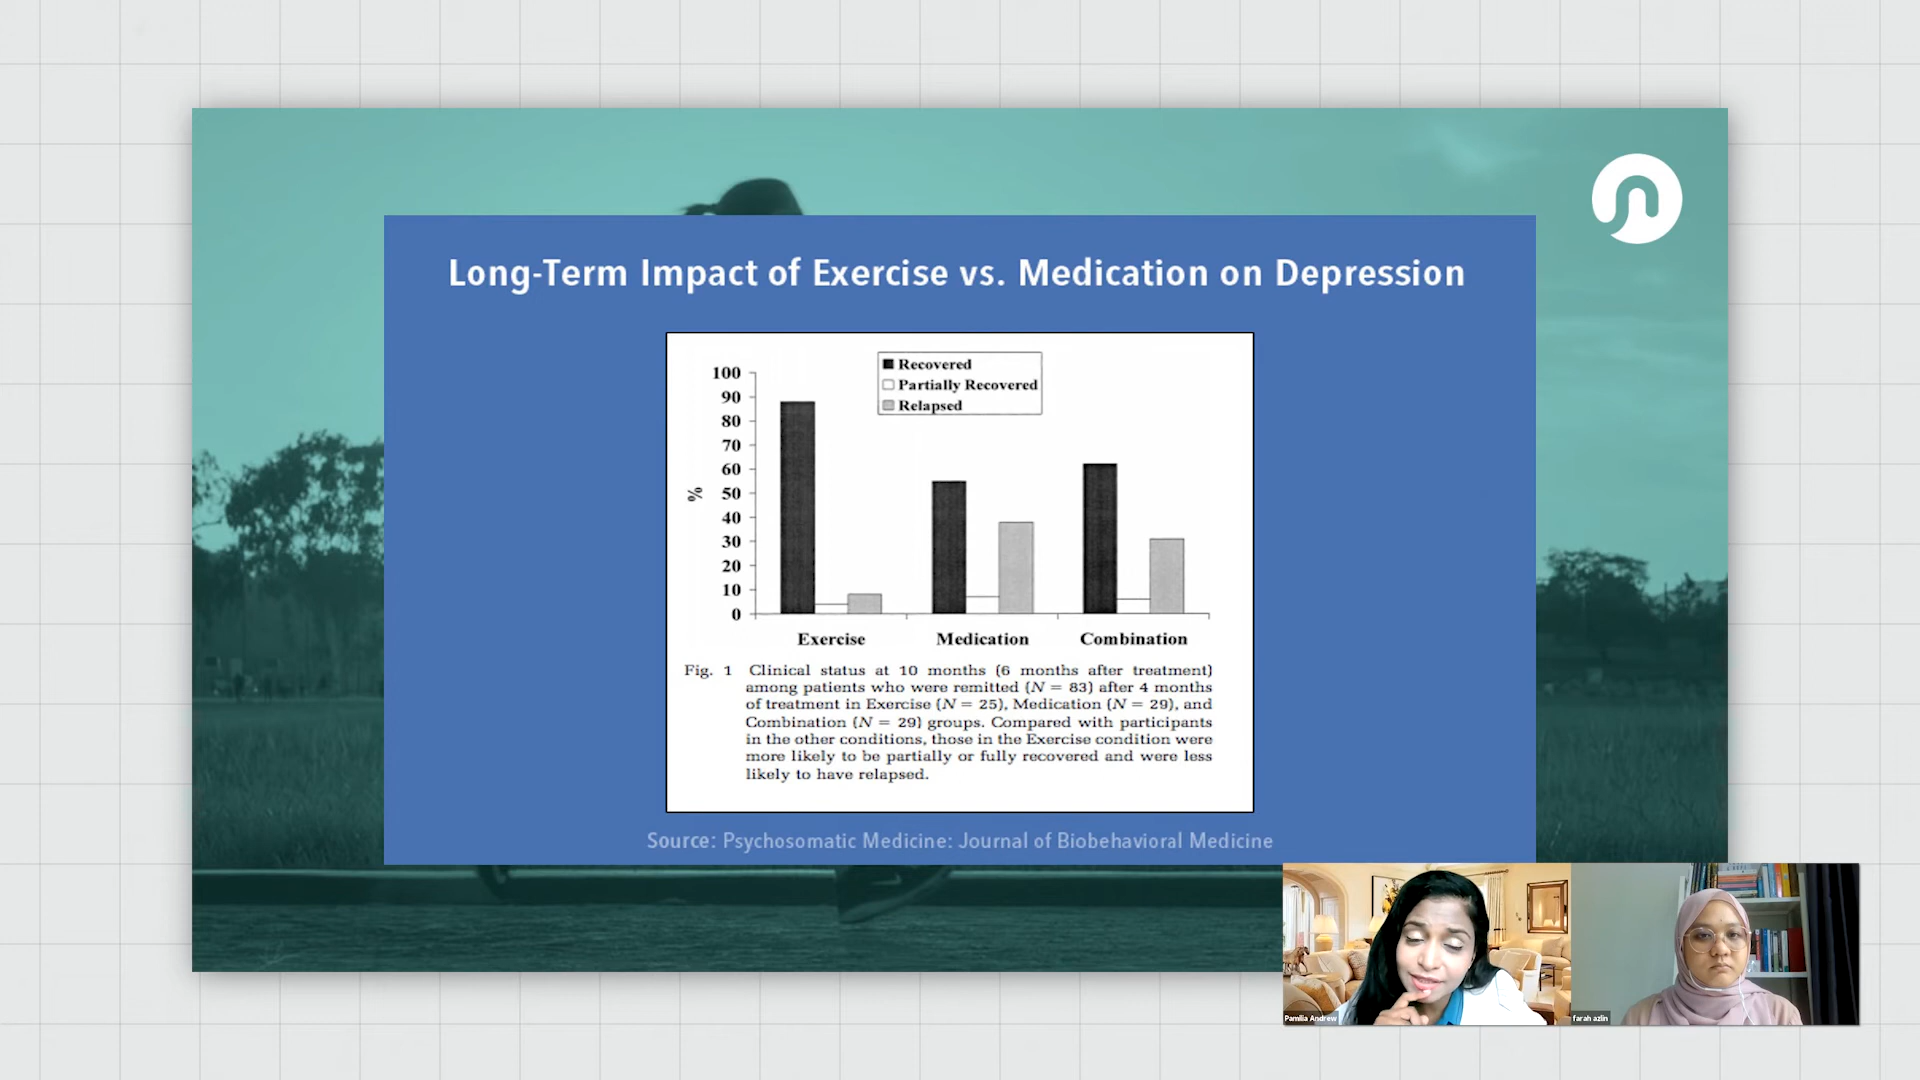 Long-Term Impact of Exercise vs. Medication on Depression
Recovered
Partially Recovered
Relapsed
100
90
80
70
60
50
40
30
20
10
0
%
Exercise Medication Combination
Fig. 1 Clinical status at 10 months (6 months after treatment)
among patients who were remitted (N = 83) after 4 months
of treatment in Exercise (N = 25), Medication (N = 29), and
Combination (N = 29) groups. Compared with participants
in the other conditions, those in the Exercise condition were
more likely to be partially or fully recovered and were less
likely to have relapsed.
Source: Psychosomatic Medicine: Journal of Biobehavioral Medicine
Pamilia Andrew
farah azlin